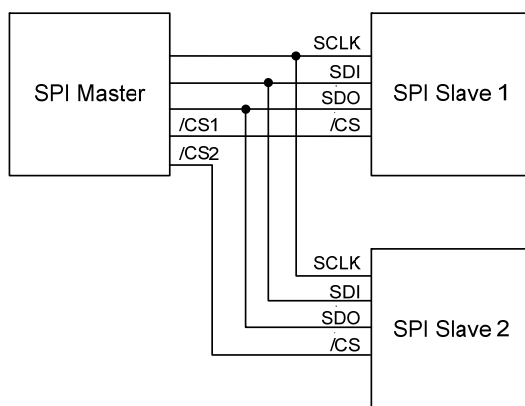 SPI Master
/CS1
/CS2
SCLK
SDI
SDO
/CS
SPI Slave 1
SCLK
SDI
SDO
/CS
SPI Slave 2